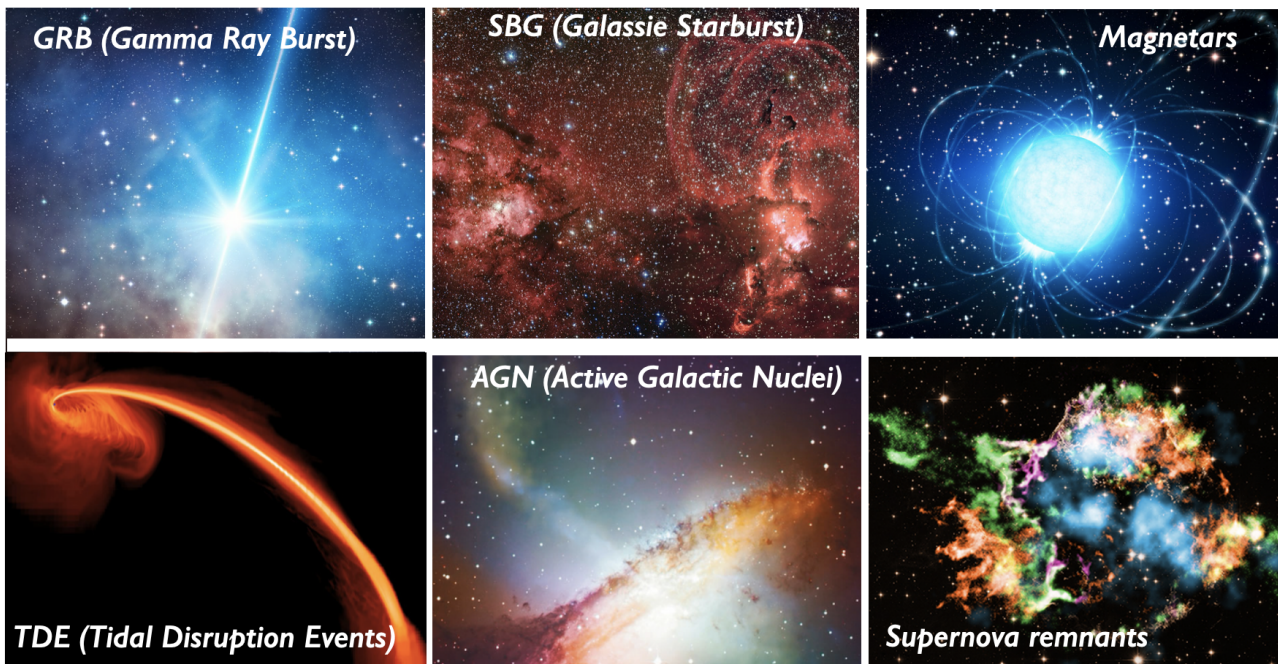 GRB (Gamma Ray Burst)
SBG (Galassie Starburst)
Magnetars
TDE (Tidal Disruption Events)
AGN (Active Galactic Nuclei)
Supernova remnants